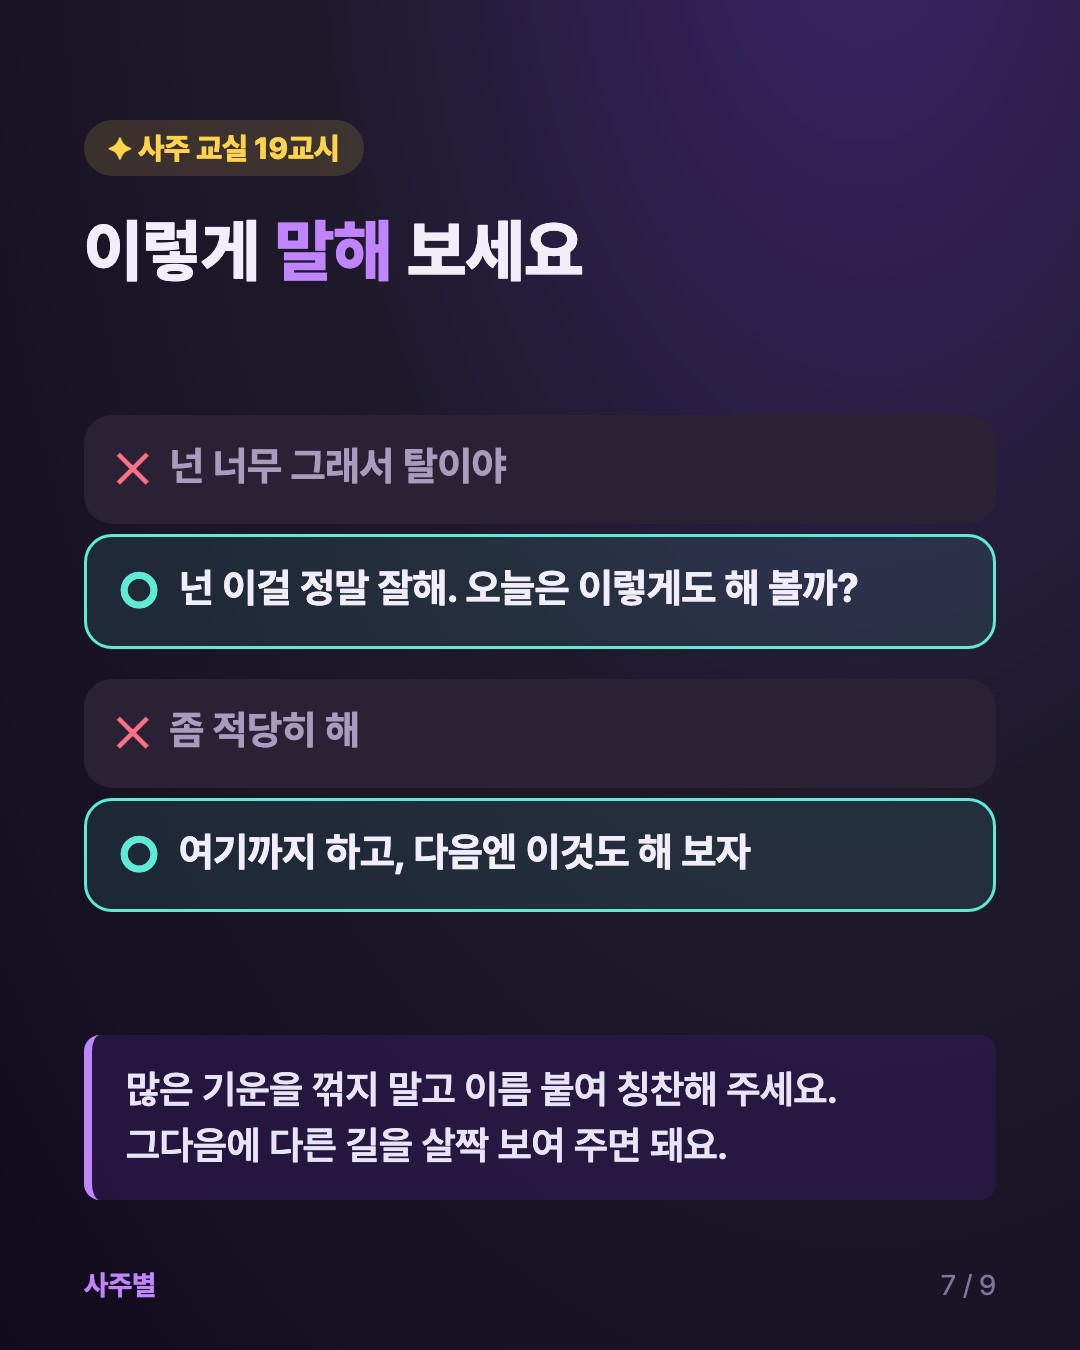 ✦ 사주 교실 19교시
이렇게 말해 보세요
넌 너무 그래서 탈이야
넌 이걸 정말 잘해. 오늘은 이렇게도 해 볼까?
좀 적당히 해
여기까지 하고, 다음엔 이것도 해 보자
많은 기운을 꺾지 말고 이름 붙여 칭찬해 주세요.
그다음에 다른 길을 살짝 보여 주면 돼요.
사주별
7 / 9